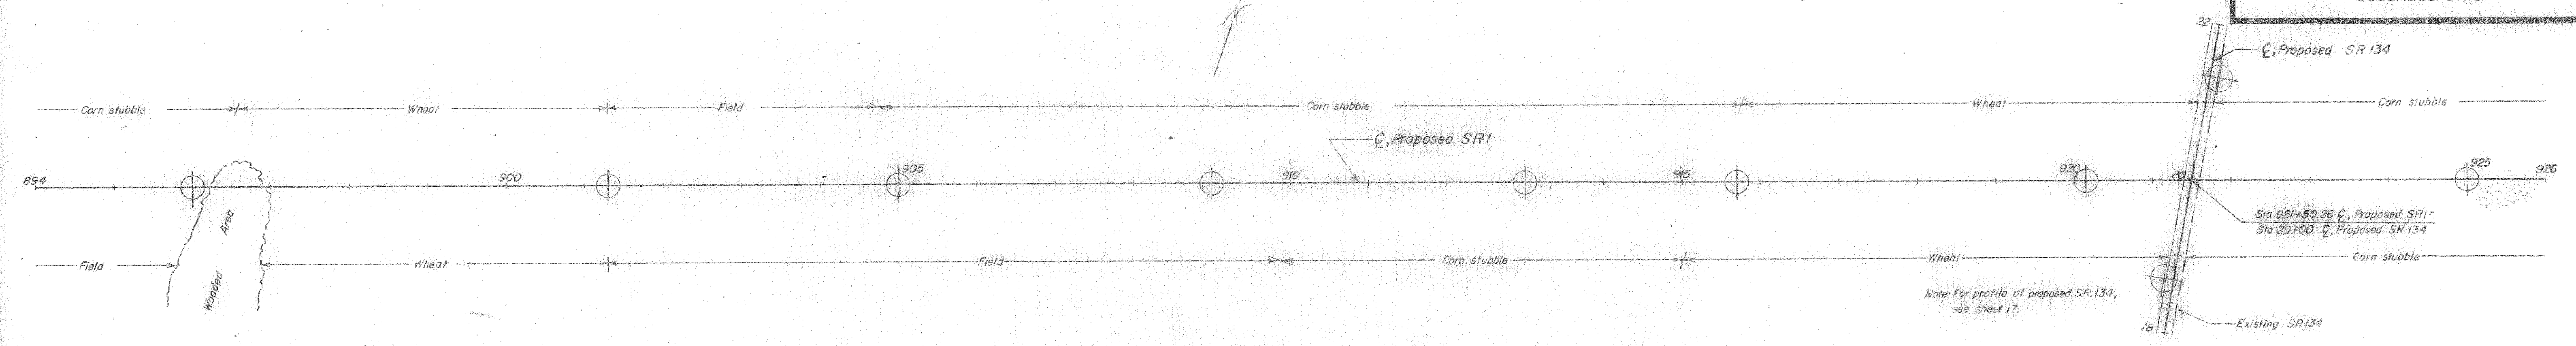 22
℄, Proposed SR 134
Corn stubble
Wheat
Field
Corn stubble
Wheat
Corn stubble
℄, Proposed SR1
894
900
905
910
915
920
20
925
926
Wooded Area
Sta 921+50.26 ℄, Proposed SR1
Sta 20+00 ℄, Proposed SR 134
Field
Wheat
Field
Corn stubble
Wheat
Corn stubble
Note: For profile of proposed SR 134,
see sheet 17.
18
Existing SR 134